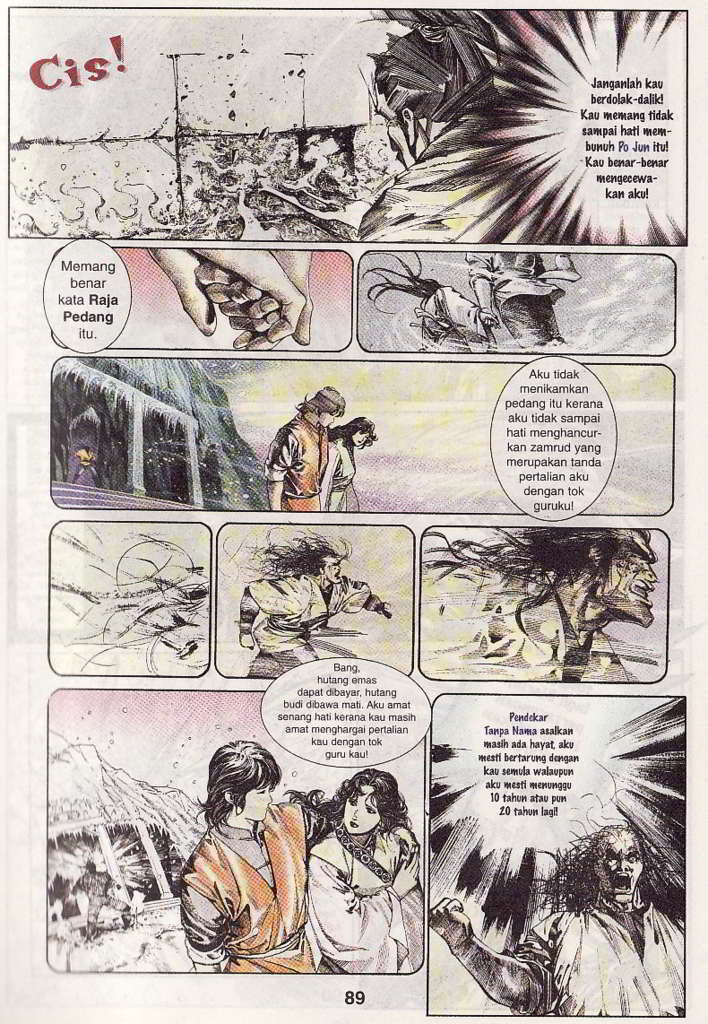 Cis!
Janganlah kau
berdolak-dalik!
Kau memang tidak
sampai hati mem-
bunuh Po Jun itu!
Kau benar-benar
mengecewa-
kan aku!
Memang
benar
kata Raja
Pedang
itu.
Aku tidak
menikamkan
pedang itu kerana
aku tidak sampai
hati menghancur-
kan zamrud yang
merupakan tanda
pertalian aku
dengan tok
guruku!
Bang,
hutang emas
dapat dibayar, hutang
budi dibawa mati. Aku amat
senang hati kerana kau masih
amat menghargai pertalian
kau dengan tok
guru kau!
Pendekar
Tanpa Nama asalkan
masih ada hayat, aku
mesti bertarung dengan
kau semula walaupun
aku mesti menunggu
10 tahun atau pun
20 tahun lagi!
89